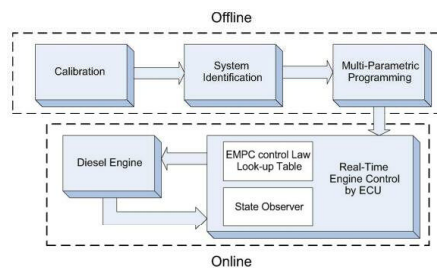 Offline
Calibration
System
Identification
Multi-Parametric
Programming
Diesel Engine
EMPC control Law
Look-up Table
State Observer
Real-Time
Engine Control
by ECU
Online